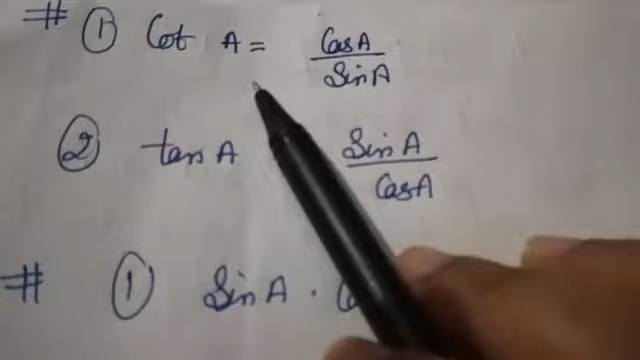 # ① Cot A = CosA / SinA
② tan A SinA / CosA
# ① SinA .